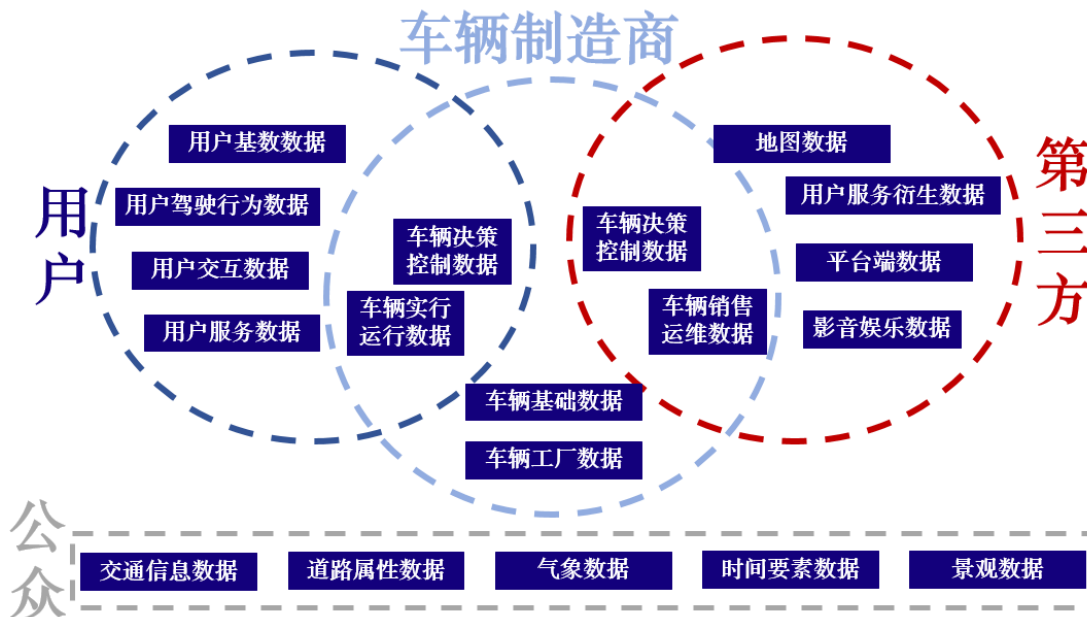 车辆制造商
用户
用户基数数据
用户驾驶行为数据
用户交互数据
用户服务数据
车辆决策
控制数据
车辆实行
运行数据
车辆决策
控制数据
车辆销售
运维数据
车辆基础数据
车辆工厂数据
地图数据
用户服务衍生数据
平台端数据
影音娱乐数据
第三方
公众
交通信息数据
道路属性数据
气象数据
时间要素数据
景观数据